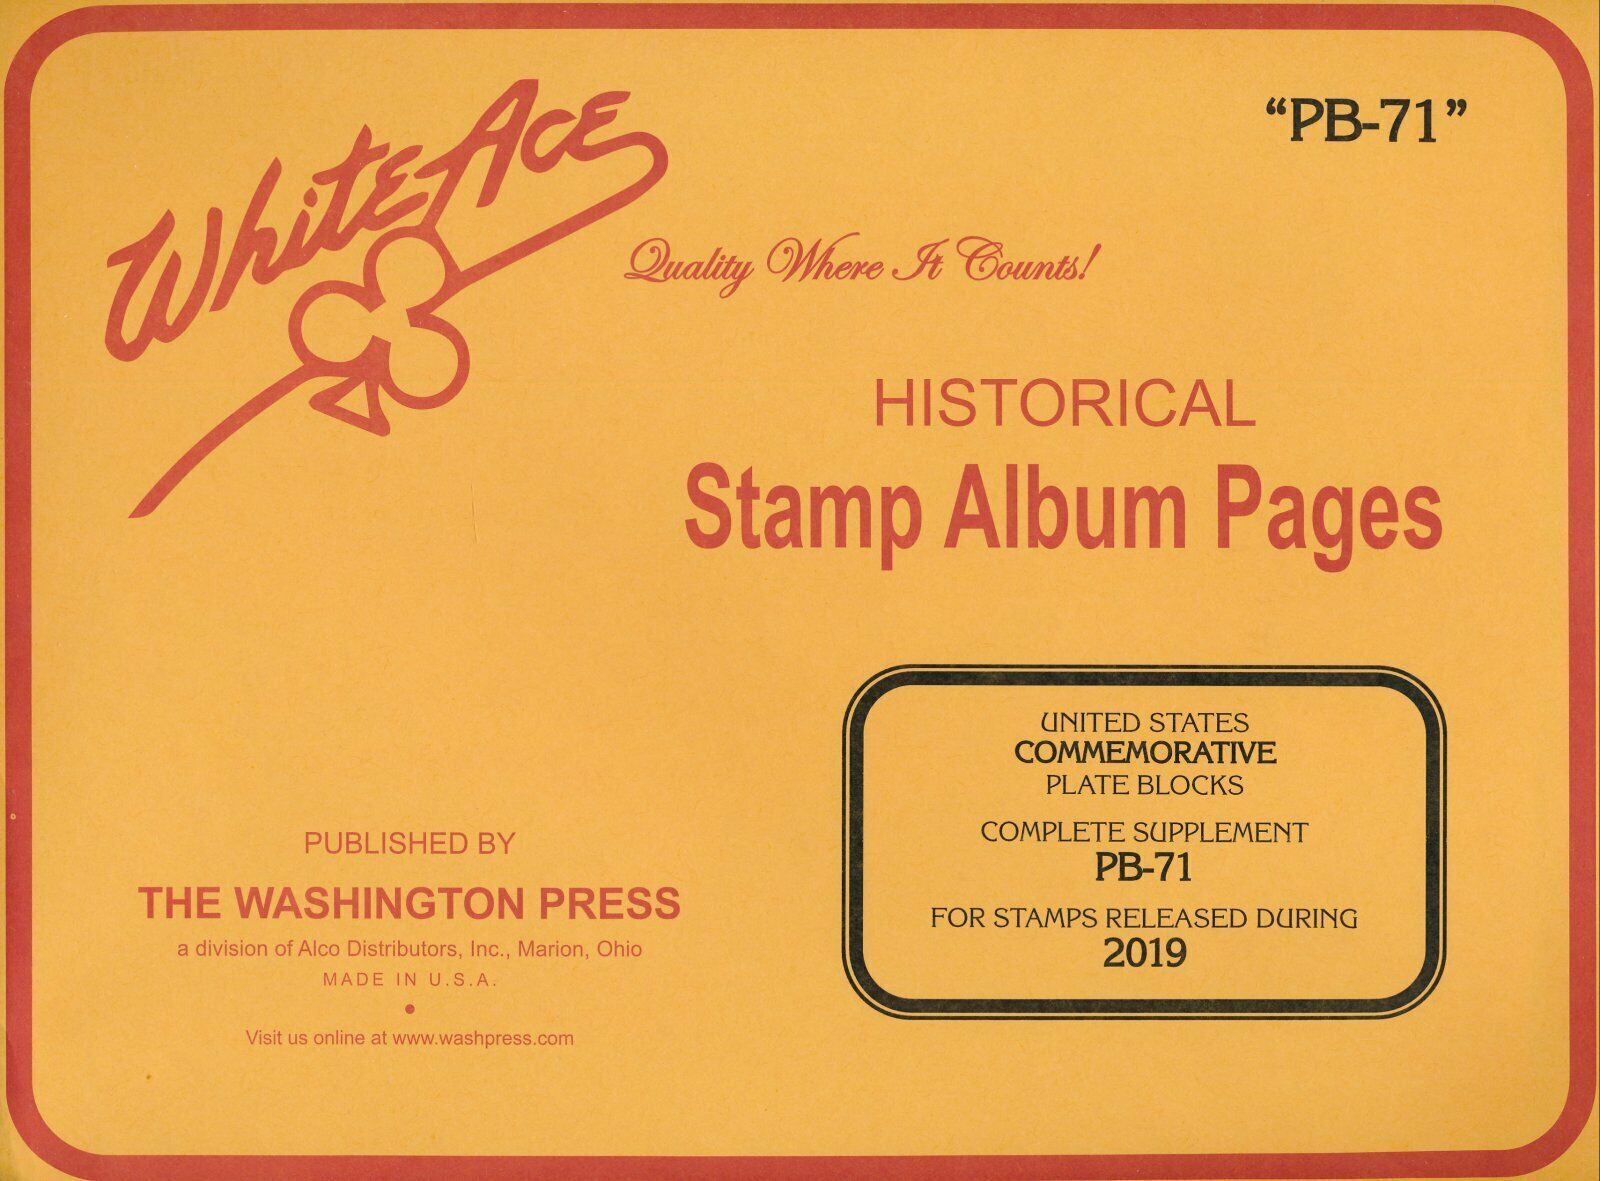 "PB-71"
White Ace
Quality Where It Counts!
HISTORICAL
Stamp Album Pages
UNITED STATES
COMMEMORATIVE
PLATE BLOCKS
COMPLETE SUPPLEMENT
PB-71
FOR STAMPS RELEASED DURING
2019
PUBLISHED BY
THE WASHINGTON PRESS
a division of Alco Distributors, Inc., Marion, Ohio
MADE IN U.S.A.
Visit us online at www.washpress.com